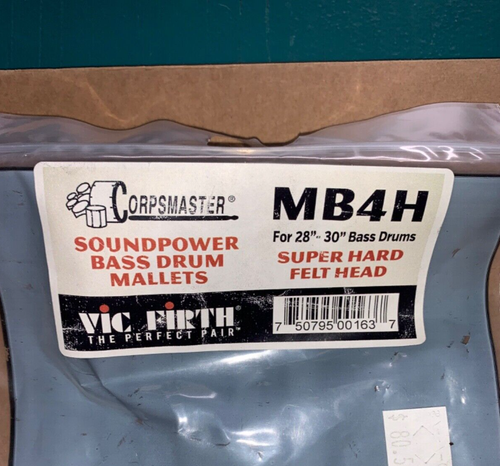 CORPSMASTER®
SOUNDPOWER
BASS DRUM
MALLETS
VIC FIRTH
THE PERFECT PAIR™
MB4H
For 28"- 30" Bass Drums
SUPER HARD
FELT HEAD
7 50795 00163 7